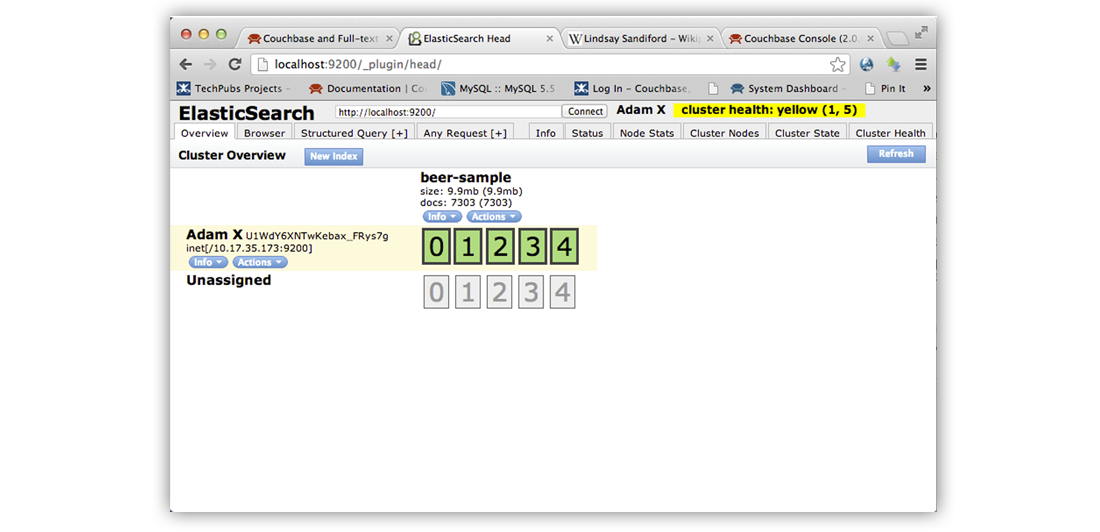 Couchbase and Full-text
ElasticSearch Head
Lindsay Sandiford – Wiki
Couchbase Console (2.0.
localhost:9200/_plugin/head/
TechPubs Projects –
Documentation | Co
MySQL :: MySQL 5.5
Log In – Couchbase,
System Dashboard –
Pin It
»
ElasticSearch
http://localhost:9200/
Connect
Adam X
cluster health: yellow (1, 5)
Overview
Browser
Structured Query [+]
Any Request [+]
Info
Status
Node Stats
Cluster Nodes
Cluster State
Cluster Health
Cluster Overview
New Index
Refresh
beer-sample
size: 9.9mb (9.9mb)
docs: 7303 (7303)
Info
Actions
Adam X U1WdY6XNTwKebax_FRys7g
inet[/10.17.35.173:9200]
Info
Actions
0 1 2 3 4
Unassigned
0 1 2 3 4